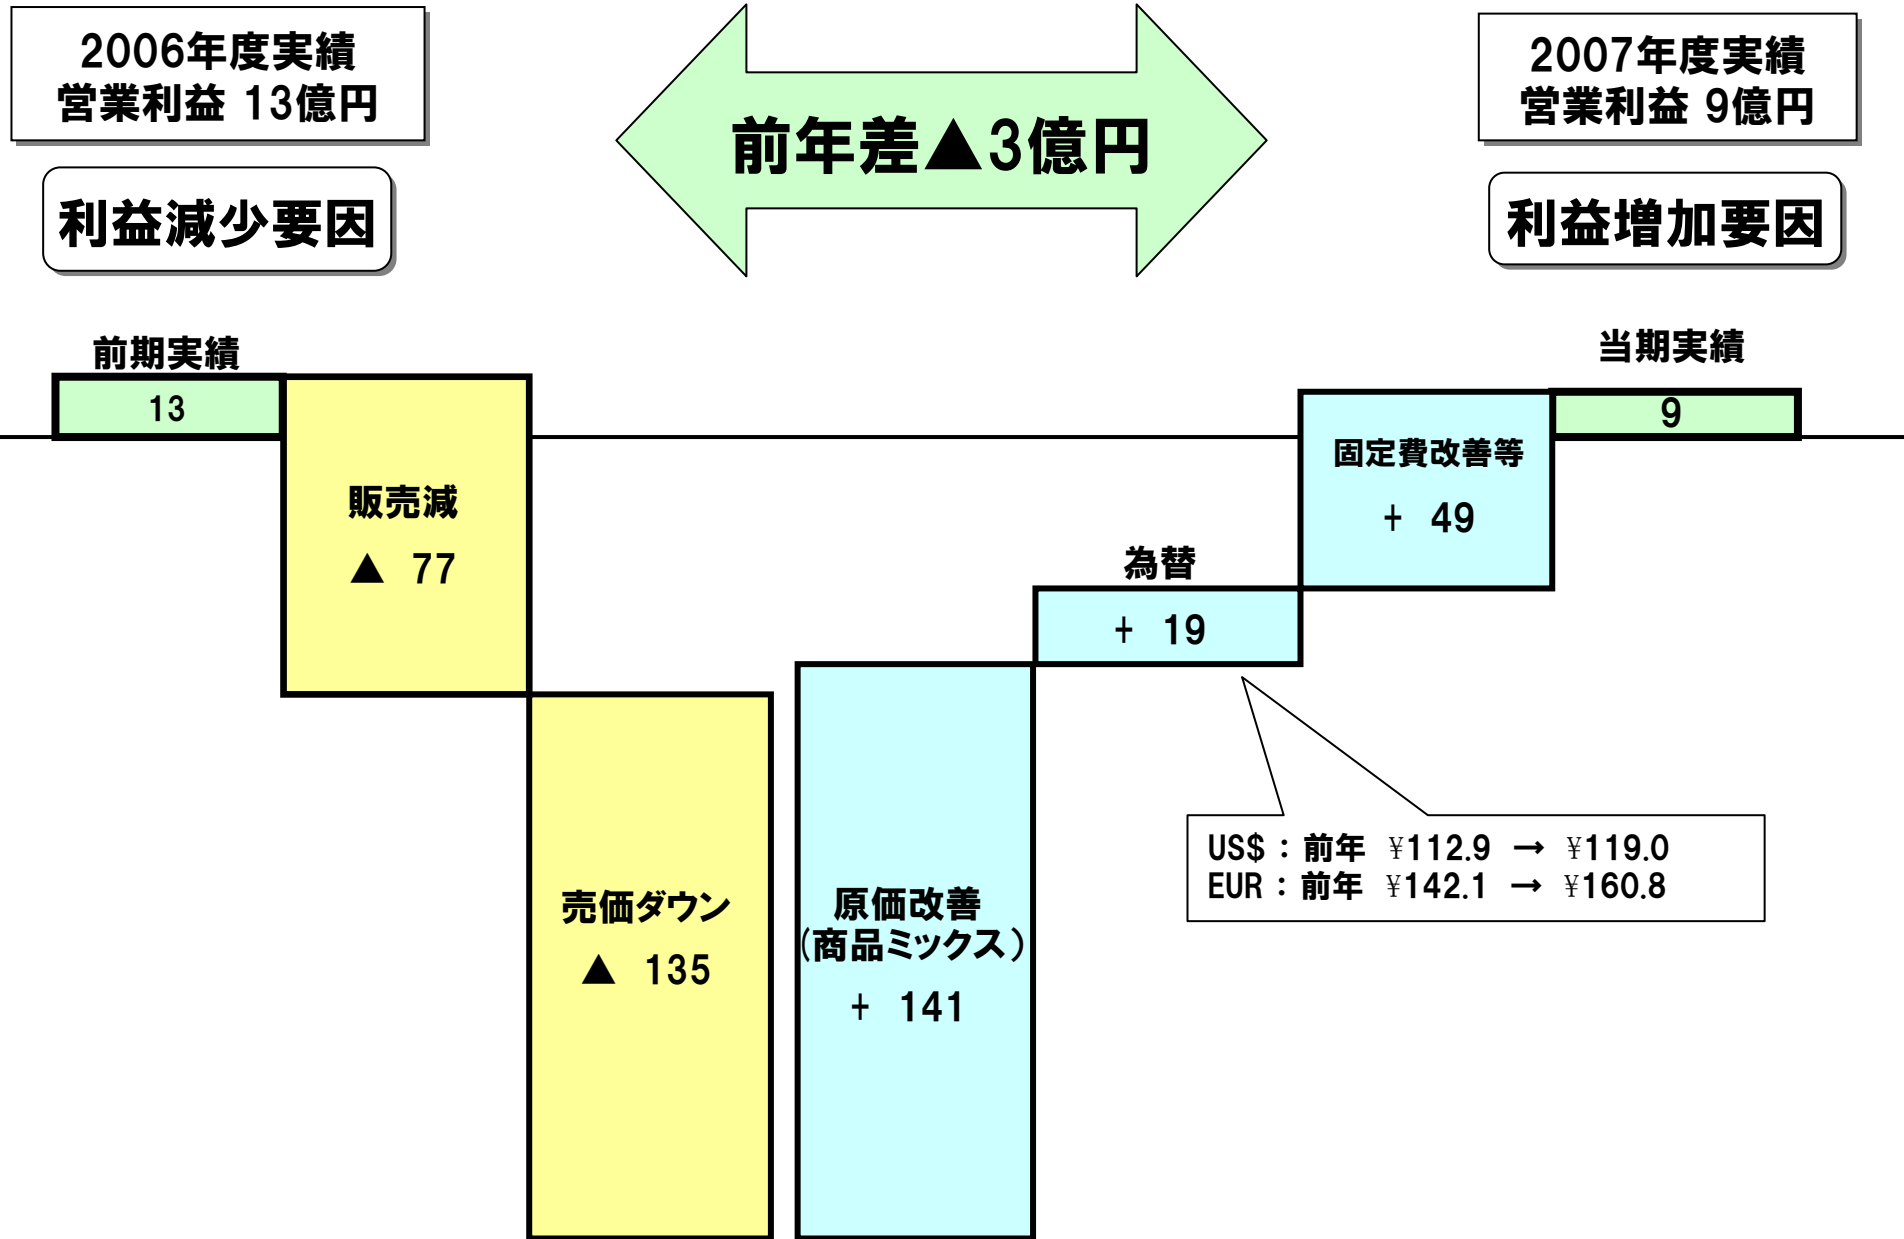 2006年度実績
営業利益 13億円
前年差▲3億円
2007年度実績
営業利益 9億円
利益減少要因
利益増加要因
前期実績
13
当期実績
9
販売減
▲ 77
固定費改善等
+ 49
為替
+ 19
売価ダウン
▲ 135
原価改善
(商品ミックス)
+ 141
US$:前年 ¥112.9 → ¥119.0
EUR:前年 ¥142.1 → ¥160.8